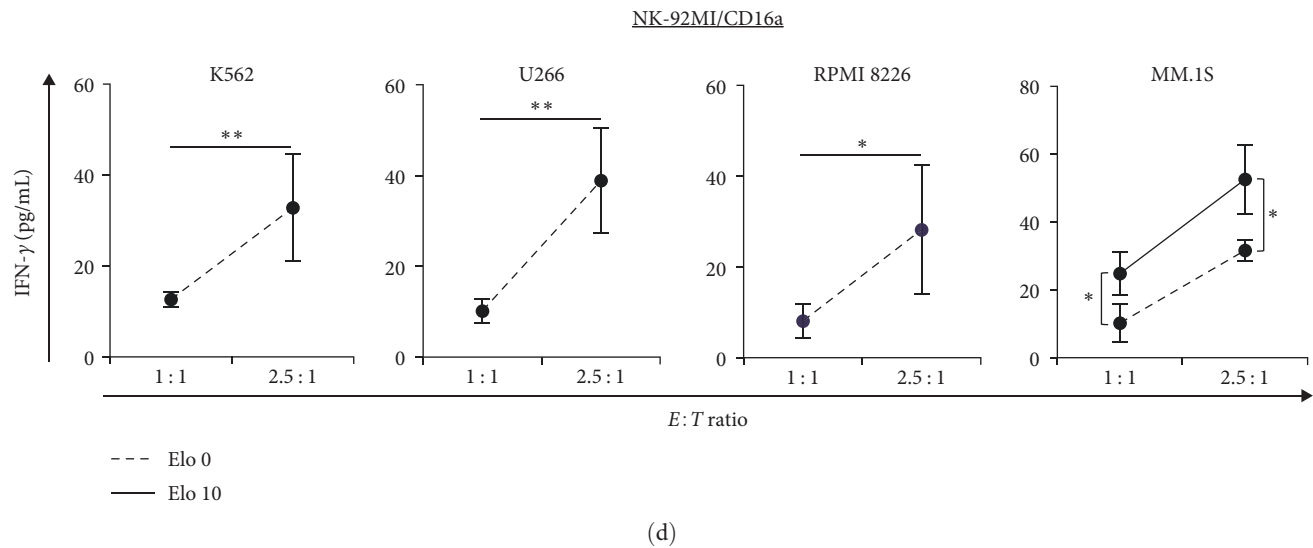 NK-92MI/CD16a
K562
U266
RPMI 8226
MM.1S
IFN-γ (pg/mL)
60
40
20
0
**
1 : 1
2.5 : 1
60
40
20
0
**
1 : 1
2.5 : 1
60
40
20
0
*
1 : 1
2.5 : 1
80
60
40
20
0
*
*
1 : 1
2.5 : 1
E : T ratio
Elo 0
Elo 10
(d)